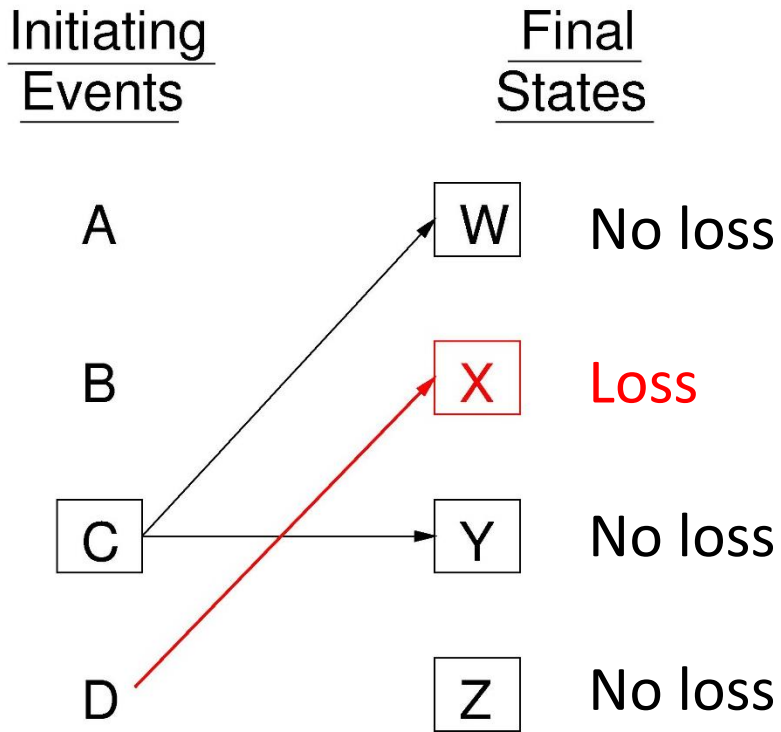 Initiating Events
Final States
A
W
No loss
B
X
Loss
C
Y
No loss
D
Z
No loss